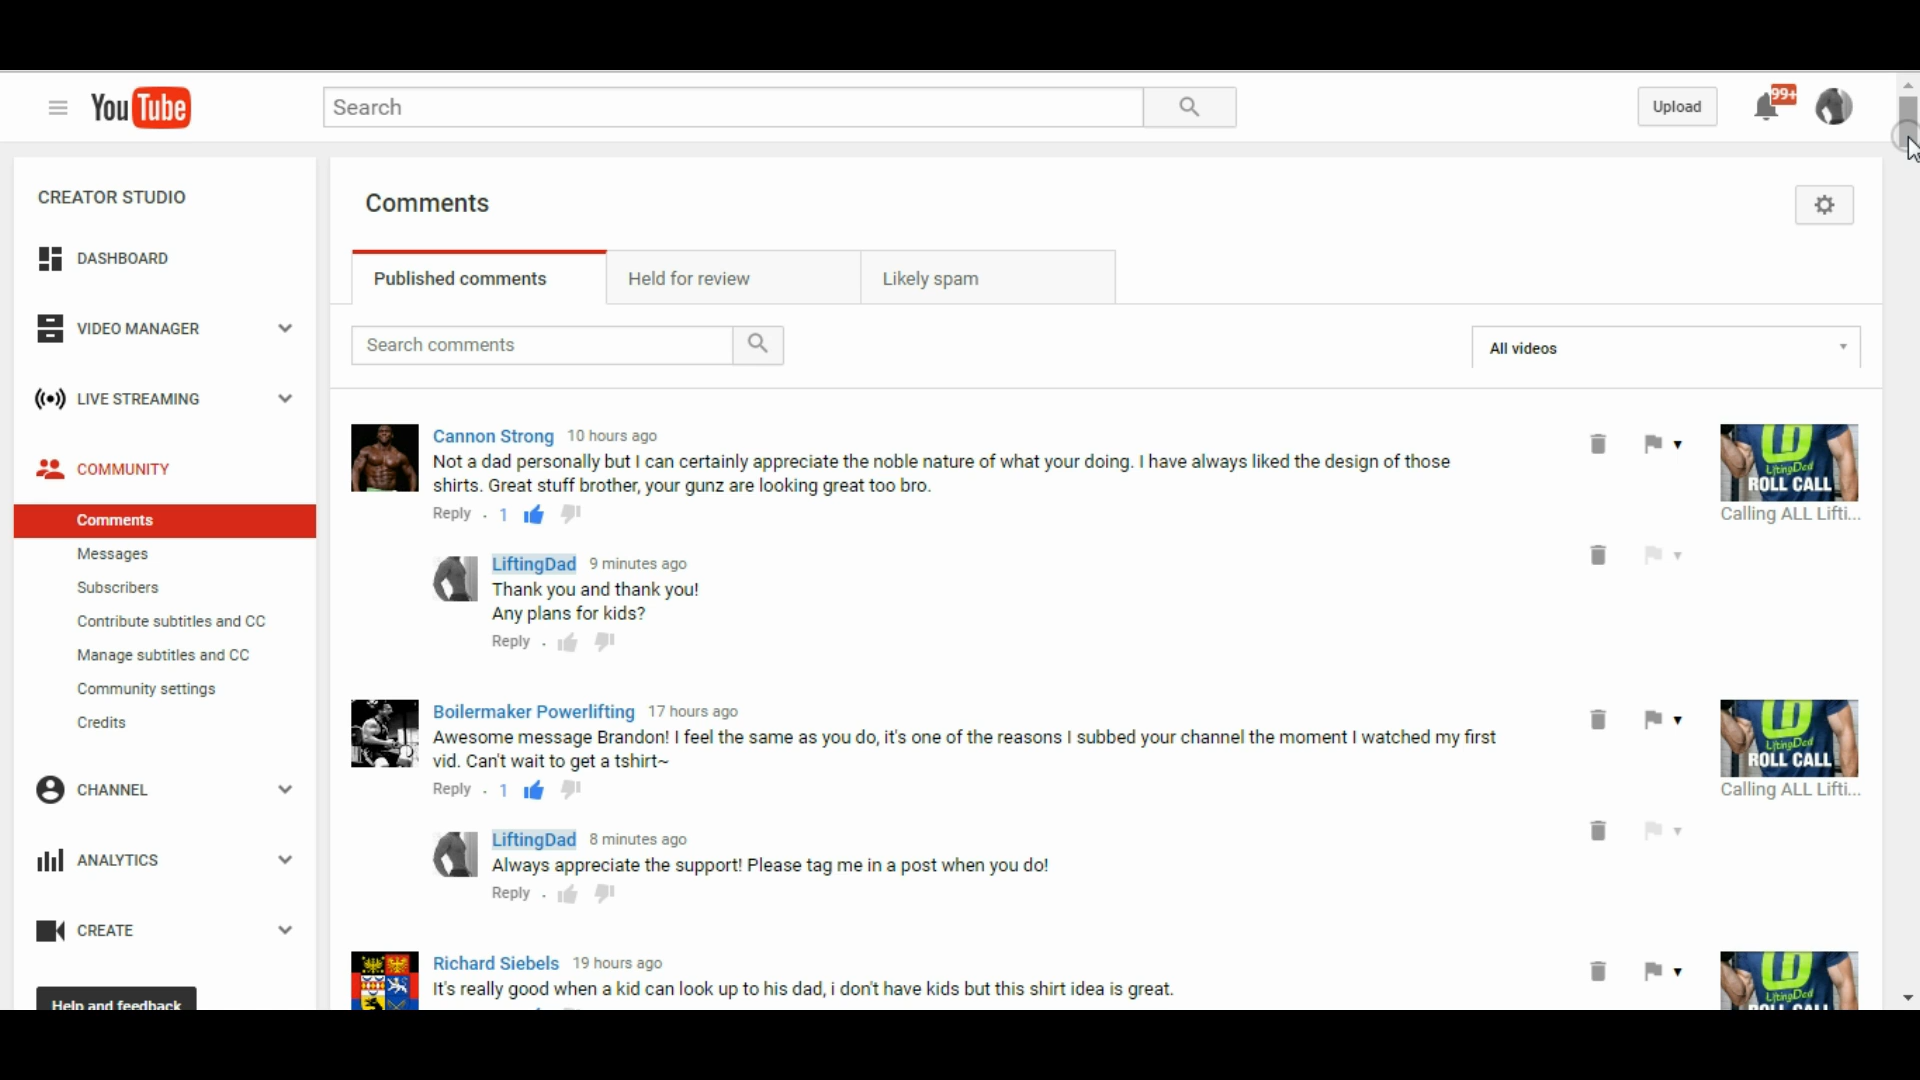 YouTube
Search
Upload
99+
CREATOR STUDIO
DASHBOARD
VIDEO MANAGER
LIVE STREAMING
COMMUNITY
Comments
Messages
Subscribers
Contribute subtitles and CC
Manage subtitles and CC
Community settings
Credits
CHANNEL
ANALYTICS
CREATE
Help and feedback
Comments
Published comments
Held for review
Likely spam
Search comments
All videos
Cannon Strong 10 hours ago
Not a dad personally but I can certainly appreciate the noble nature of what your doing. I have always liked the design of those
shirts. Great stuff brother, your gunz are looking great too bro.
Reply . 1
LiftingDad
ROLL CALL
Calling ALL Lifti...
LiftingDad 9 minutes ago
Thank you and thank you!
Any plans for kids?
Reply .
Boilermaker Powerlifting 17 hours ago
Awesome message Brandon! I feel the same as you do, it's one of the reasons I subbed your channel the moment I watched my first
vid. Can't wait to get a tshirt~
Reply . 1
LiftingDad
ROLL CALL
Calling ALL Lifti...
LiftingDad 8 minutes ago
Always appreciate the support! Please tag me in a post when you do!
Reply .
Richard Siebels 19 hours ago
It's really good when a kid can look up to his dad, i don't have kids but this shirt idea is great.
LiftingDad
ROLL CALL